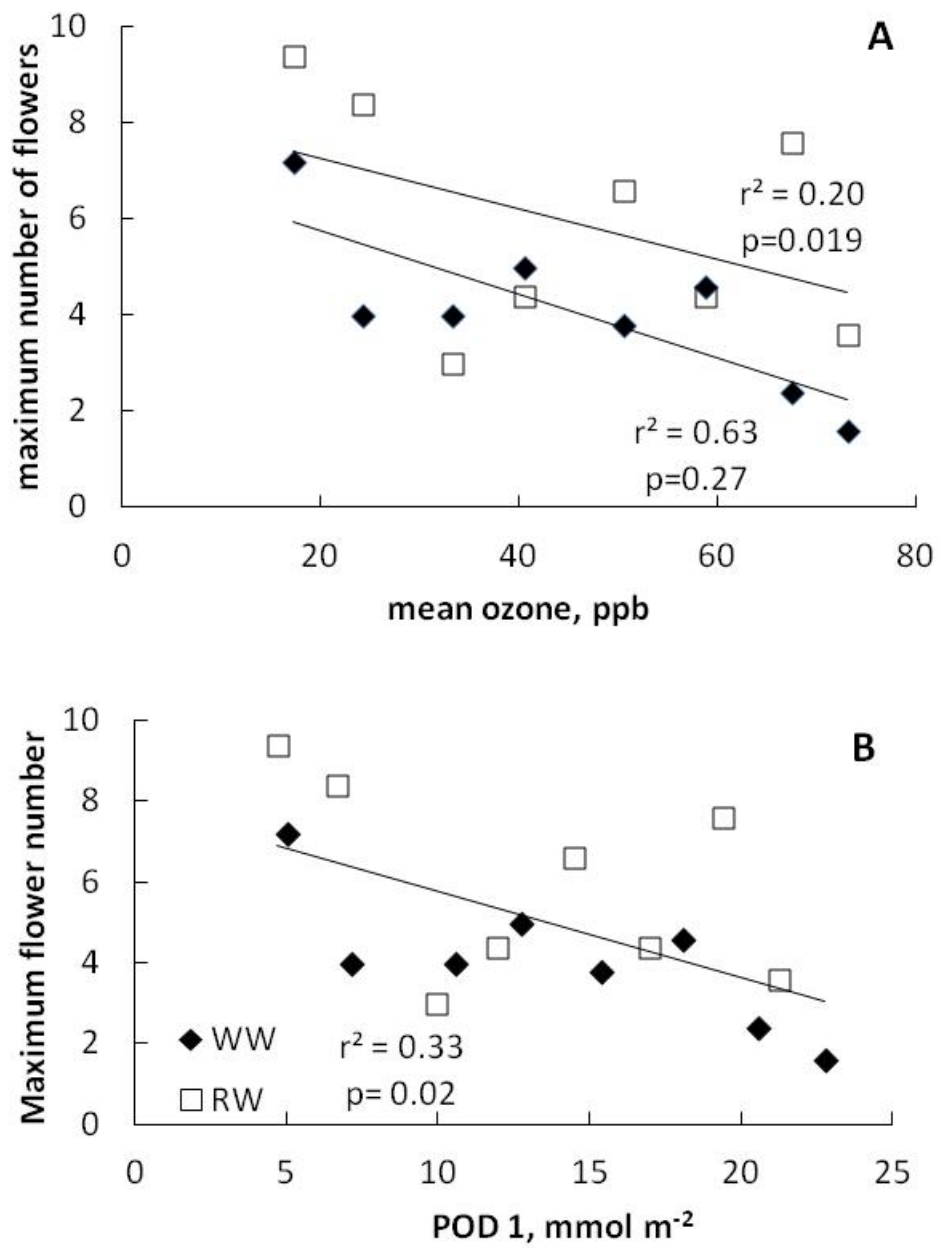 A
maximum number of flowers
10
8
6
4
2
0
r² = 0.20
p=0.019
r² = 0.63
p=0.27
0 20 40 60 80
mean ozone, ppb
B
Maximum flower number
10
8
6
4
2
0
WW
RW
r² = 0.33
p= 0.02
0 5 10 15 20 25
POD 1, mmol m⁻²